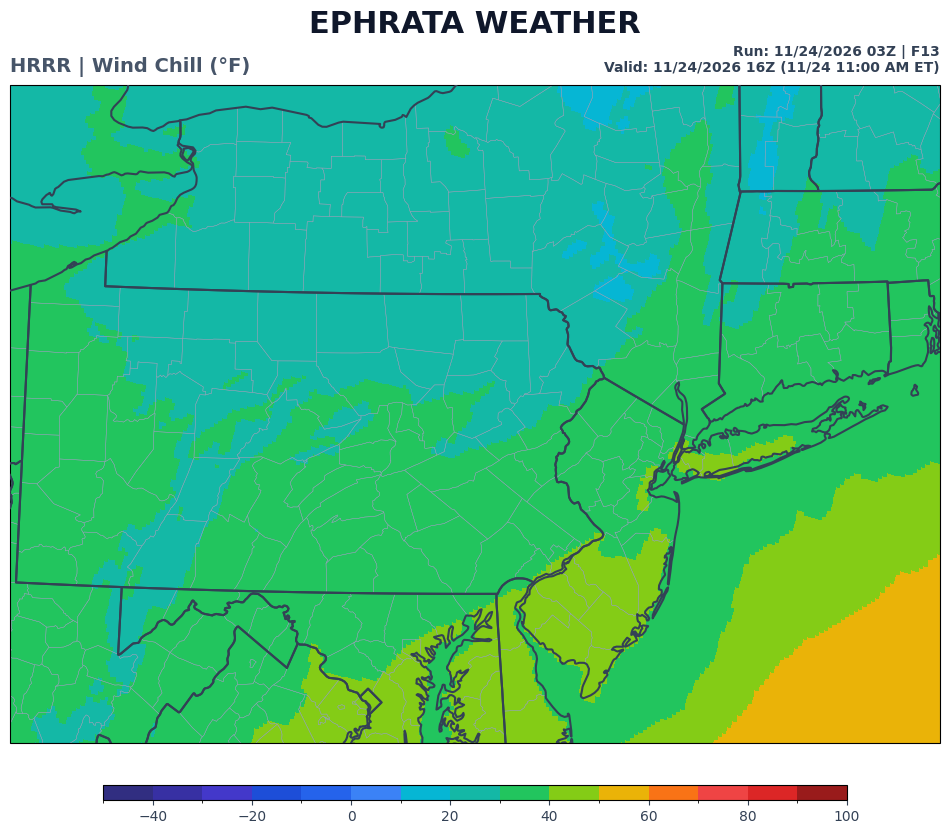 EPHRATA WEATHER
HRRR | Wind Chill (°F)
Run: 11/24/2026 03Z | F13
Valid: 11/24/2026 16Z (11/24 11:00 AM ET)
−40 −20 0 20 40 60 80 100